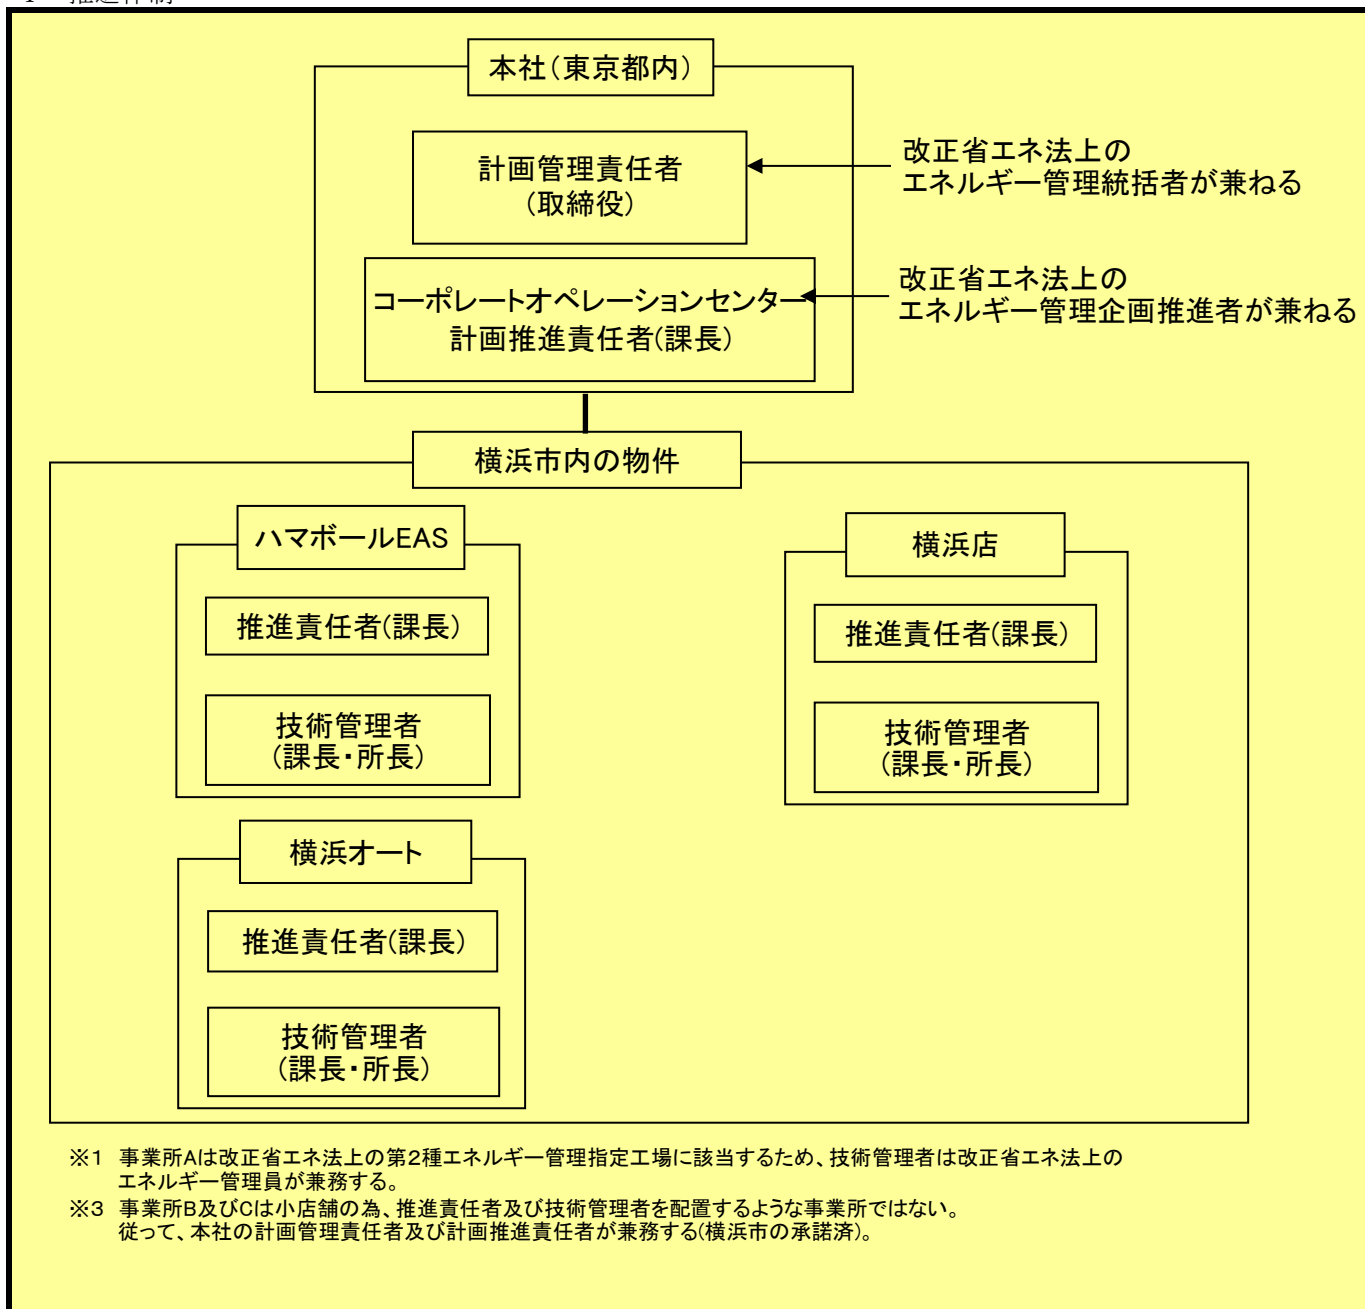 本社(東京都内)
計画管理責任者
(取締役)
改正省エネ法上の
エネルギー管理統括者が兼ねる
コーポレートオペレーションセンター
計画推進責任者(課長)
改正省エネ法上の
エネルギー管理企画推進者が兼ねる
横浜市内の物件
ハマボールEAS
推進責任者(課長)
技術管理者
(課長・所長)
横浜店
推進責任者(課長)
技術管理者
(課長・所長)
横浜オート
推進責任者(課長)
技術管理者
(課長・所長)
※1 事業所Aは改正省エネ法上の第2種エネルギー管理指定工場に該当するため、技術管理者は改正省エネ法上の
エネルギー管理員が兼務する。
※3 事業所B及びCは小店舗の為、推進責任者及び技術管理者を配置するような事業所ではない。
従って、本社の計画管理責任者及び計画推進責任者が兼務する(横浜市の承諾済)。